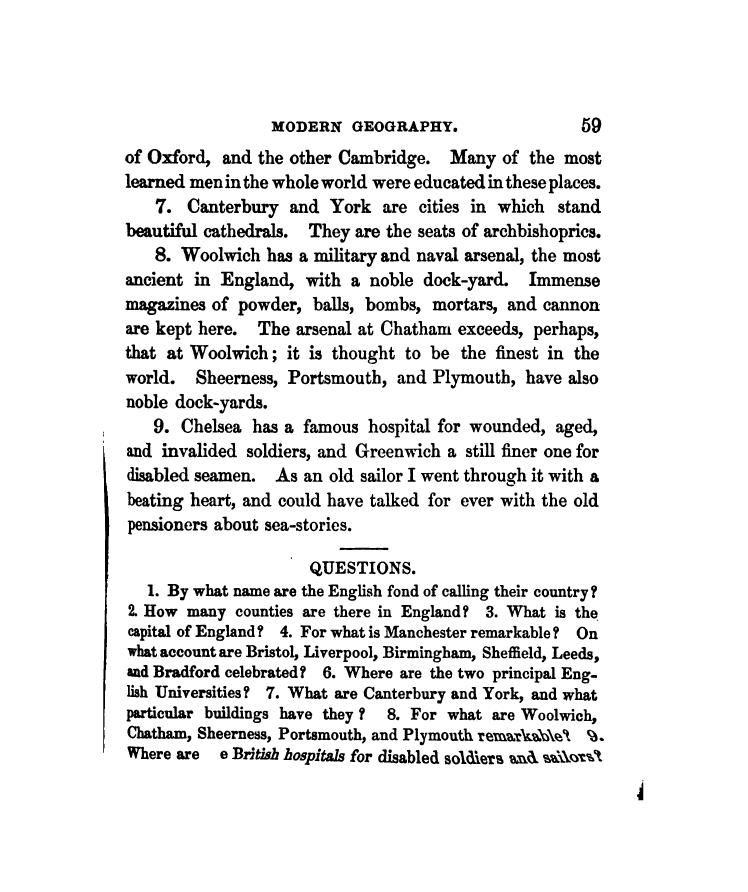 MODERN GEOGRAPHY. 59
of Oxford, and the other Cambridge. Many of the most
learned men in the whole world were educated in these places.
7. Canterbury and York are cities in which stand
beautiful cathedrals. They are the seats of archbishoprics.
8. Woolwich has a military and naval arsenal, the most
ancient in England, with a noble dock-yard. Immense
magazines of powder, balls, bombs, mortars, and cannon
are kept here. The arsenal at Chatham exceeds, perhaps,
that at Woolwich; it is thought to be the finest in the
world. Sheerness, Portsmouth, and Plymouth, have also
noble dock-yards.
9. Chelsea has a famous hospital for wounded, aged,
and invalided soldiers, and Greenwich a still finer one for
disabled seamen. As an old sailor I went through it with a
beating heart, and could have talked for ever with the old
pensioners about sea-stories.
QUESTIONS.
1. By what name are the English fond of calling their country?
2. How many counties are there in England? 3. What is the
capital of England? 4. For what is Manchester remarkable? On
what account are Bristol, Liverpool, Birmingham, Sheffield, Leeds,
and Bradford celebrated? 6. Where are the two principal Eng-
lish Universities? 7. What are Canterbury and York, and what
particular buildings have they? 8. For what are Woolwich,
Chatham, Sheerness, Portsmouth, and Plymouth remarkable? 9.
Where are e British hospitals for disabled soldiers and sailors?